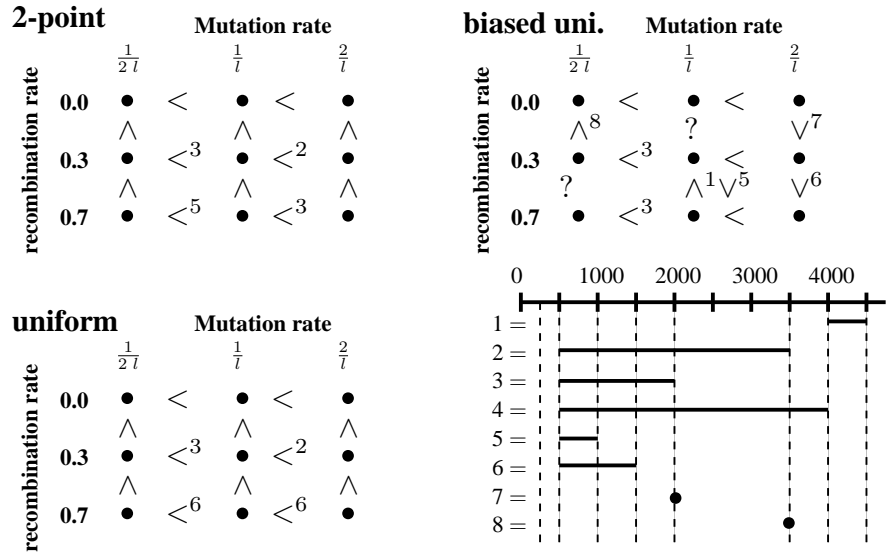 2-point
Mutation rate
1/(2 l) 1/l 2/l
recombination rate
0.0 • < • < •
∧ ∧ ∧
0.3 • <^3 • <^2 •
∧ ∧ ∧
0.7 • <^5 • <^3 •
biased uni.
Mutation rate
1/(2 l) 1/l 2/l
recombination rate
0.0 • < • < •
∧^8 ? ∨^7
0.3 • <^3 • < •
? ∧^1∨^5 ∨^6
0.7 • <^3 • < •
uniform
Mutation rate
1/(2 l) 1/l 2/l
recombination rate
0.0 • < • < •
∧ ∧ ∧
0.3 • <^3 • <^2 •
∧ ∧ ∧
0.7 • <^6 • <^6 •
0 1000 2000 3000 4000
1 =
2 =
3 =
4 =
5 =
6 =
7 =
8 =